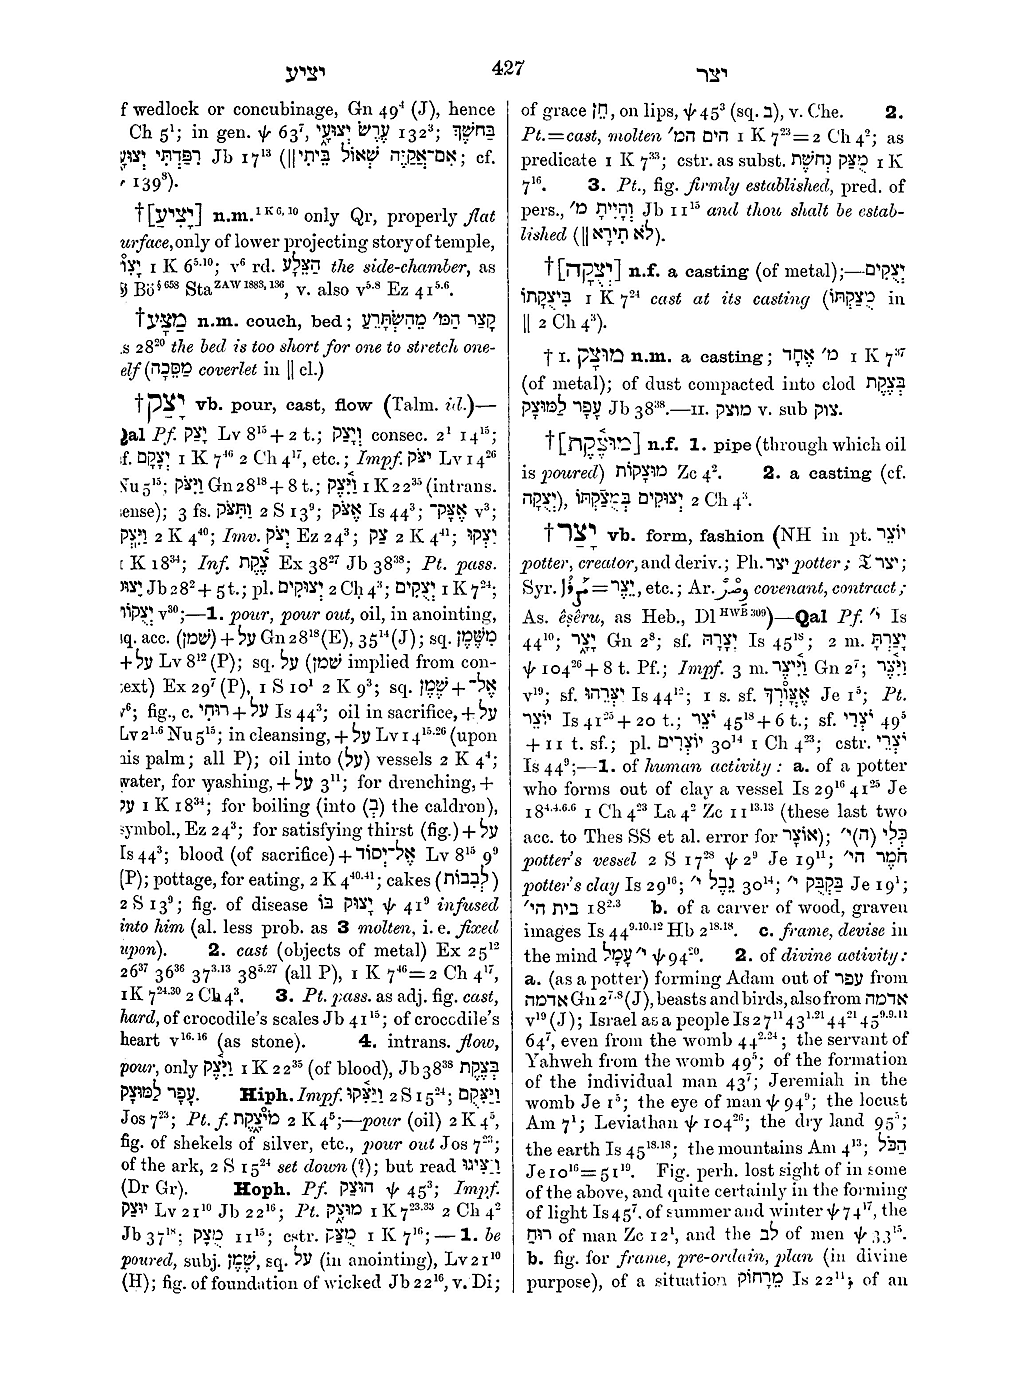 יציע
427
יצר
f wedlock or concubinage, Gn 49⁴ (J), hence
Ch 5¹; in gen. ψ 63⁷, עֶרֶשׂ יְצוּעָי 132³; בַּחשֶׁךְ
רִפַּדְתִּי יְצוּעָ Jb 17¹³ (|| אִם־אֲקַוֶּה שְׁאוֹל בֵּיתִי; cf.
139⁸).
†[יָצִיעַ] n.m.¹ ᴷ ⁶, ¹⁰ only Qr, properly flat
urface, only of lower projecting story of temple,
1 K 6⁵·¹⁰; v⁶ rd. הַצֵּלָע the side-chamber, as
Bö§ ⁶⁵⁸ Sta ZAW 1883, 136, v. also v⁵·⁸ Ez 41⁵·⁶.
†מַצָּע n.m. couch, bed; קָצַר הַמּ׳ מֵהִשְׂתָּרֵעַ
s 28²⁰ the bed is too short for one to stretch one-
elf (מַסֵּכָה coverlet in || cl.)
†יָצַק vb. pour, cast, flow (Talm. id.)—
Qal Pf. יָצַק Lv 8¹⁵ + 2 t.; וְיָצַק consec. 2¹ 14¹⁵;
f. יְצָקָם 1 K 7⁴⁶ 2 Ch 4¹⁷, etc.; Impf. יִצֹק Lv 14²⁶
Nu 5¹⁵; וַיִּצֹק Gn 28¹⁸ + 8 t.; וַיִּצֶק 1 K 22³⁵ (intrans.
sense); 3 fs. וַתִּצֹק 2 S 13⁹; אֶצֹּק Is 44³; אֶצָּק־ v³;
וַיִּצְקוּ 2 K 4⁴⁰; Imv. יְצֹק Ez 24³; צַק 2 K 4⁴¹; יִצְקוּ
1 K 18³⁴; Inf. צֶקֶת Ex 38²⁷ Jb 38³⁸; Pt. pass.
יָצוּק Jb 28² + 5 t.; pl. יְצוּקִים 2 Ch 4³; יְצֻקִים 1 K 7²⁴;
יְצֻקוֹת v³⁰;—1. pour, pour out, oil, in anointing,
sq. acc. (שֶׁמֶן) + עַל Gn 28¹⁸ (E), 35¹⁴ (J); sq. מִשֶּׁמֶן
+ עַל Lv 8¹² (P); sq. עַל (שֶׁמֶן implied from con-
text) Ex 29⁷ (P), 1 S 10¹ 2 K 9³; sq. שֶׁמֶן + אֶל־
v⁶; fig., c. רוּחִי + עַל Is 44³; oil in sacrifice, + עַל
Lv 2¹·⁶ Nu 5¹⁵; in cleansing, + עַל Lv 14¹⁵·²⁶ (upon
his palm; all P); oil into (עַל) vessels 2 K 4⁴;
water, for washing, + עַל 3¹¹; for drenching, +
עַל 1 K 18³⁴; for boiling (into (בְּ) the caldron),
symbol., Ez 24³; for satisfying thirst (fig.) + עַל
Is 44³; blood (of sacrifice) + אֶל־יְסוֹד Lv 8¹⁵ 9⁹
(P); pottage, for eating, 2 K 4⁴⁰·⁴¹; cakes (לְבִבוֹת)
2 S 13⁹; fig. of disease יָצוּק בּוֹ ψ 41⁹ infused
into him (al. less prob. as 3 molten, i. e. fixed
upon). 2. cast (objects of metal) Ex 25¹²
26³⁷ 36³⁶ 37³·¹³ 38⁵·²⁷ (all P), 1 K 7⁴⁶ = 2 Ch 4¹⁷,
1 K 7²⁴·³⁰ 2 Ch 4³. 3. Pt. pass. as adj. fig. cast,
hard, of crocodile's scales Jb 41¹⁵; of crocodile's
heart v¹⁶·¹⁶ (as stone). 4. intrans. flow,
pour, only וַיִּצֶק 1 K 22³⁵ (of blood), Jb 38³⁸ בְּצֶקֶת
עָפָר לַמּוּצָק. Hiph. Impf. וַיַּצִּקוּ 2 S 15²⁴; וַיַּצִּקֻם
Jos 7²³; Pt. f. מוֹצֶקֶת 2 K 4⁵;—pour (oil) 2 K 4⁵,
fig. of shekels of silver, etc., pour out Jos 7²³;
of the ark, 2 S 15²⁴ set down (?); but read וַיַּצִּיגוּ
(Dr Gr). Hoph. Pf. הוּצַק ψ 45³; Impf.
יוּצַק Lv 21¹⁰ Jb 22¹⁶; Pt. מוּצָק 1 K 7²³·³³ 2 Ch 4²
Jb 37¹⁸; מֻצָק 11¹⁵; cstr. מֻצַק 1 K 7¹⁶;—1. be
poured, subj. שֶׁמֶן, sq. עַל (in anointing), Lv 21¹⁰
(H); fig. of foundation of wicked Jb 22¹⁶, v. Di;
of grace חֵן, on lips, ψ 45³ (sq. ב), v. Che. 2.
Pt. = cast, molten הַיָּם המ׳ 1 K 7²³ = 2 Ch 4²; as
predicate 1 K 7³³; cstr. as subst. מֻצַק נְחשֶׁת 1 K
7¹⁶. 3. Pt., fig. firmly established, pred. of
pers., וְהָיִיתָ מ׳ Jb 11¹⁵ and thou shalt be estab-
lished (|| לֹא תִירָא).
†[יְצֻקָה] n.f. a casting (of metal);—יְצֻקִים
בִּיצֻקָתוֹ 1 K 7²⁴ cast at its casting (מֻצַקְתּוֹ in
|| 2 Ch 4³).
† I. מוּצָק n.m. a casting; מ׳ אֶחָד 1 K 7³⁷
(of metal); of dust compacted into clod בְּצֶקֶת
עָפָר לַמּוּצָק Jb 38³⁸.—II. מוצק v. sub צוק.
†[מוּצֶקֶת] n.f. 1. pipe (through which oil
is poured) מוּצָקוֹת Zc 4². 2. a casting (cf.
יְצֻקָה), יְצוּקִים בְּמֻצַקְתּוֹ 2 Ch 4³.
†יָצַר vb. form, fashion (NH in pt. יוֹצֵר
potter, creator, and deriv.; Ph. יצר potter; 𝔗 יְצַר;
Syr. = יֵצֶר, etc.; Ar. covenant, contract;
As. êṣêru, as Heb., Dl HWB 309)—Qal Pf. י׳ Is
44¹⁰; יָצָר Gn 2⁸; sf. יְצָרָהּ Is 45¹⁸; 2 m. יָצַרְתָּ
ψ 104²⁶ + 8 t. Pf.; Impf. 3 m. וַיִּיצֶר Gn 2⁷; וַיִּצֶר
v¹⁹; sf. יִצְּרֵהוּ Is 44¹²; 1 s. sf. אֶצּוֹרְךָ Je 1⁵; Pt.
יוֹצֵר Is 41²⁵ + 20 t.; יֹצֵר 45¹⁸ + 6 t.; sf. יֹצְרִי 49⁵
+ 11 t. sf.; pl. יוֹצְרִים 30¹⁴ 1 Ch 4²³; cstr. יֹצְרֵי
Is 44⁹;—1. of human activity: a. of a potter
who forms out of clay a vessel Is 29¹⁶ 41²⁵ Je
18⁴·⁴·⁶·⁶ 1 Ch 4²³ La 4² Zc 11¹³·¹³ (these last two
acc. to Thes SS et al. error for אוֹצָר); כְּלִי (ה)י׳
potter's vessel 2 S 17²⁸ ψ 2⁹ Je 19¹¹; חֹמֶר הי׳
potter's clay Is 29¹⁶; נֵבֶל י׳ 30¹⁴; בַּקְבֻּק י׳ Je 19¹;
בֵּית הי׳ 18²·³ b. of a carver of wood, graven
images Is 44⁹·¹⁰·¹² Hb 2¹⁸·¹⁸. c. frame, devise in
the mind י׳ עָמָל ψ 94²⁰. 2. of divine activity:
a. (as a potter) forming Adam out of עפר from
אדמה Gn 2⁷·⁸ (J), beasts and birds, also from אדמה
v¹⁹ (J); Israel as a people Is 27¹¹ 43¹·²¹ 44²¹ 45⁹·⁹·¹¹
64⁷, even from the womb 44²·²⁴; the servant of
Yahweh from the womb 49⁵; of the formation
of the individual man 43⁷; Jeremiah in the
womb Je 1⁵; the eye of man ψ 94⁹; the locust
Am 7¹; Leviathan ψ 104²⁶; the dry land 95⁵;
the earth Is 45¹⁸·¹⁸; the mountains Am 4¹³; הַכֹּל
Je 10¹⁶ = 51¹⁹. Fig. perh. lost sight of in some
of the above, and quite certainly in the forming
of light Is 45⁷, of summer and winter ψ 74¹⁷, the
רוּחַ of man Zc 12¹, and the לֵב of men ψ 33¹⁵.
b. fig. for frame, pre-ordain, plan (in divine
purpose), of a situation מֵרָחוֹק Is 22¹¹; of an